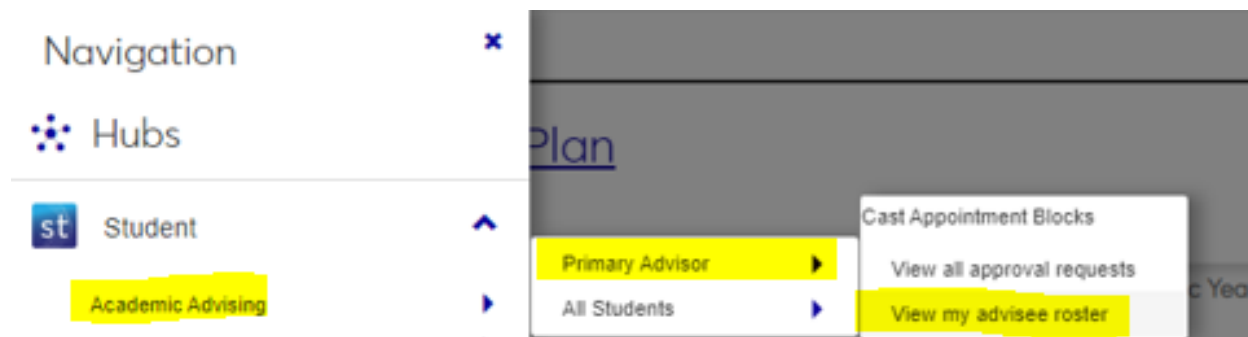 Navigation
Hubs
st Student
Academic Advising
Plan
Primary Advisor
All Students
Cast Appointment Blocks
View all approval requests
View my advisee roster
c Yea